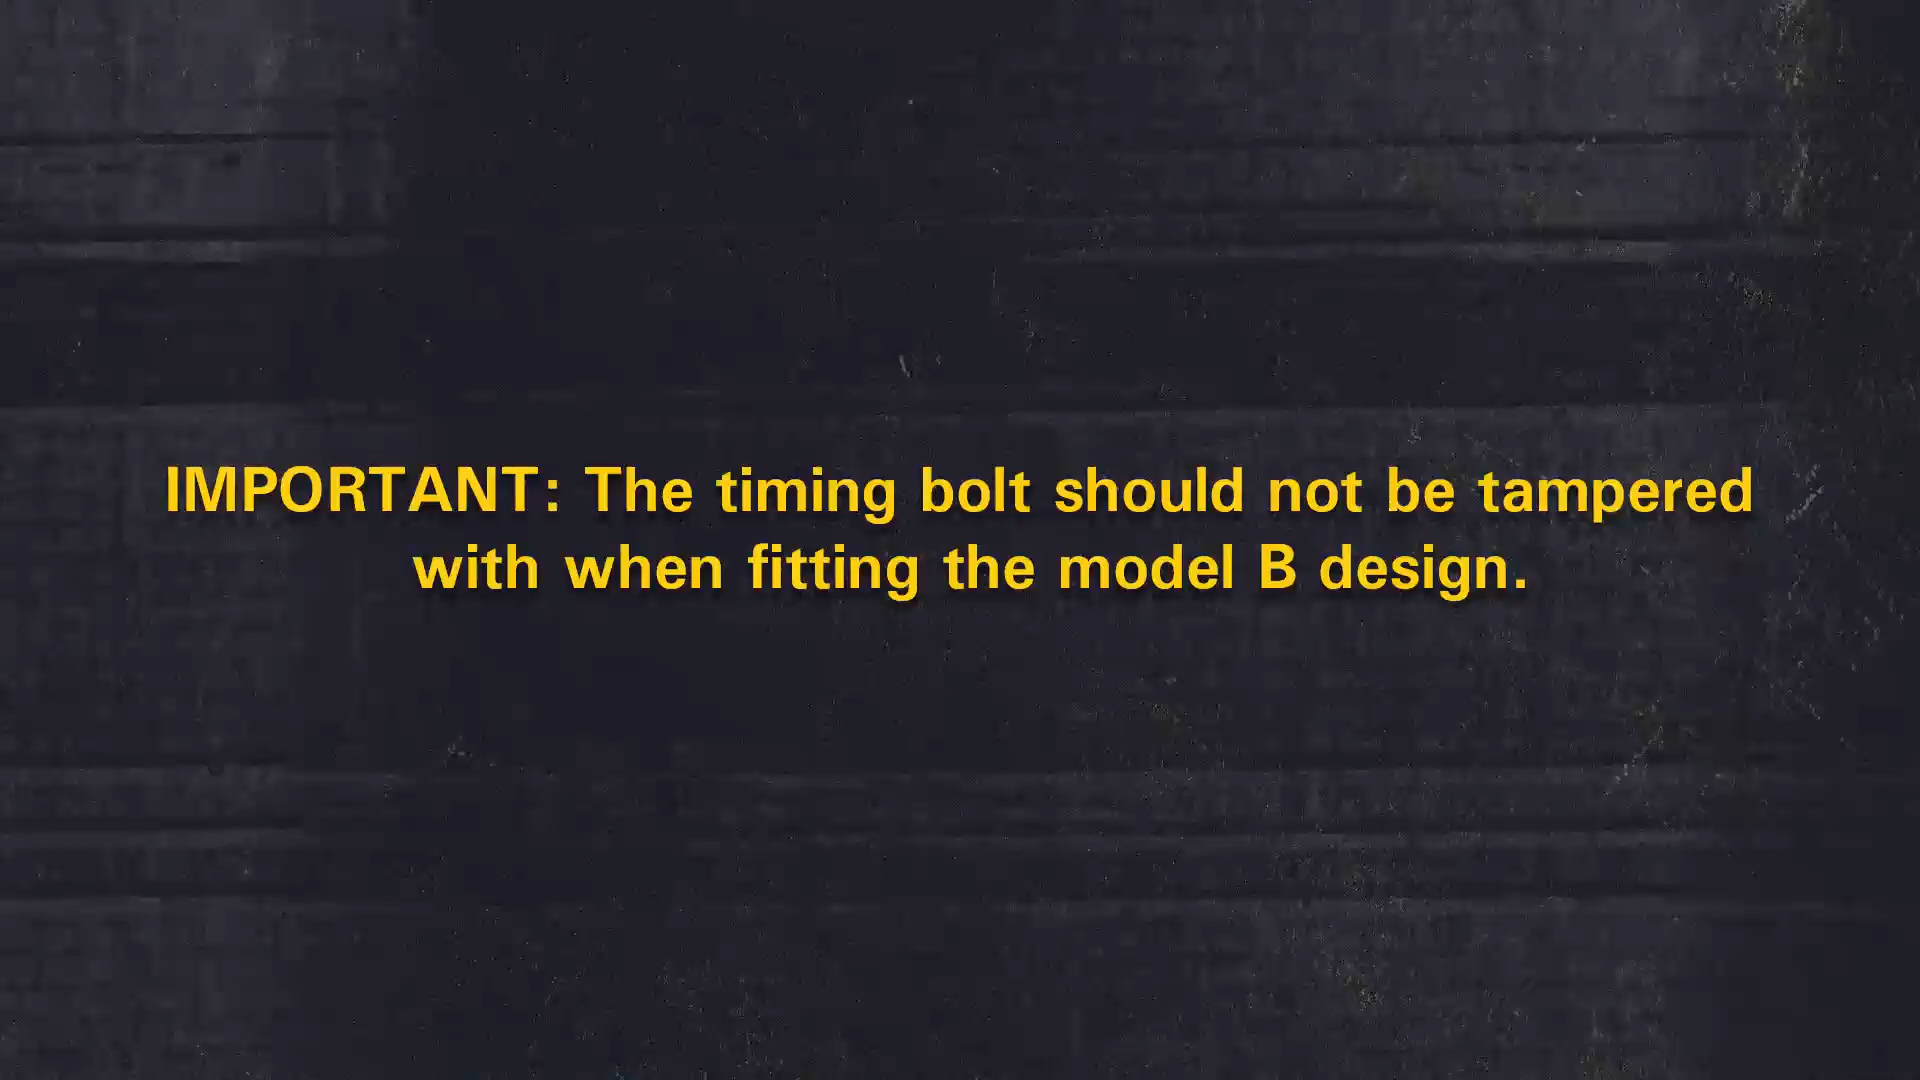 IMPORTANT: The timing bolt should not be tampered
with when fitting the model B design.